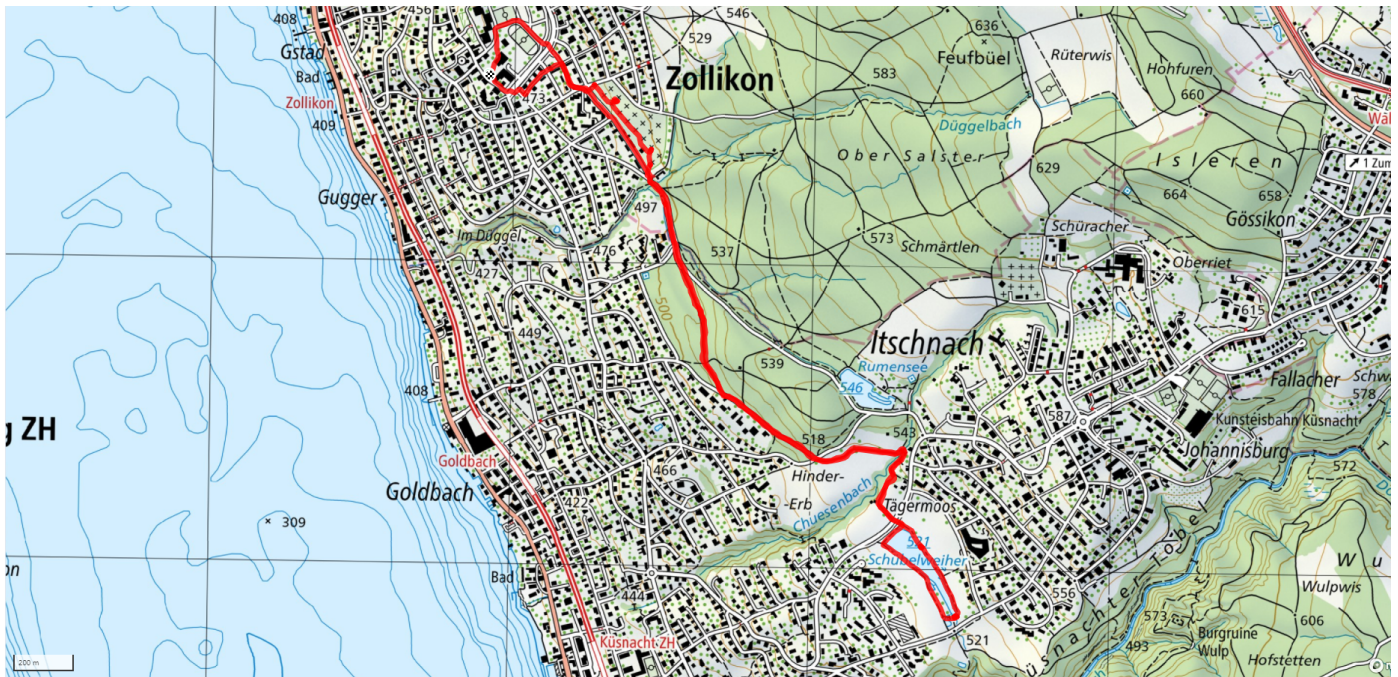 408
456
546
636
529
Gstad
Feufbüel
Rüterwis
Hohfuren
Bad
Zollikon
583
660
Zollikon
473
409
Düggelbach
Ober Salster
629
Isleren
1 Zum
664
658
Gugger
497
Gössikon
Im Düggel
476
537
573
Schmärtlen
Schüracher
Oberriet
427
500
615
449
Itschnach
539
Rumensee
546
Fallacher
578
408
g ZH
518
543
587
Kunsteisbahn Küsnacht
Johannisburg
Goldbach
466
Hinder-
-Erb
572
Goldbach
422
Chuesenbach
Tägermoos
309
521
Schübelweiher
Bad
444
556
Wulpwis
573
606
Küsnacht ZH
521
493
Burgruine
Wulp
Hofstetten
200 m